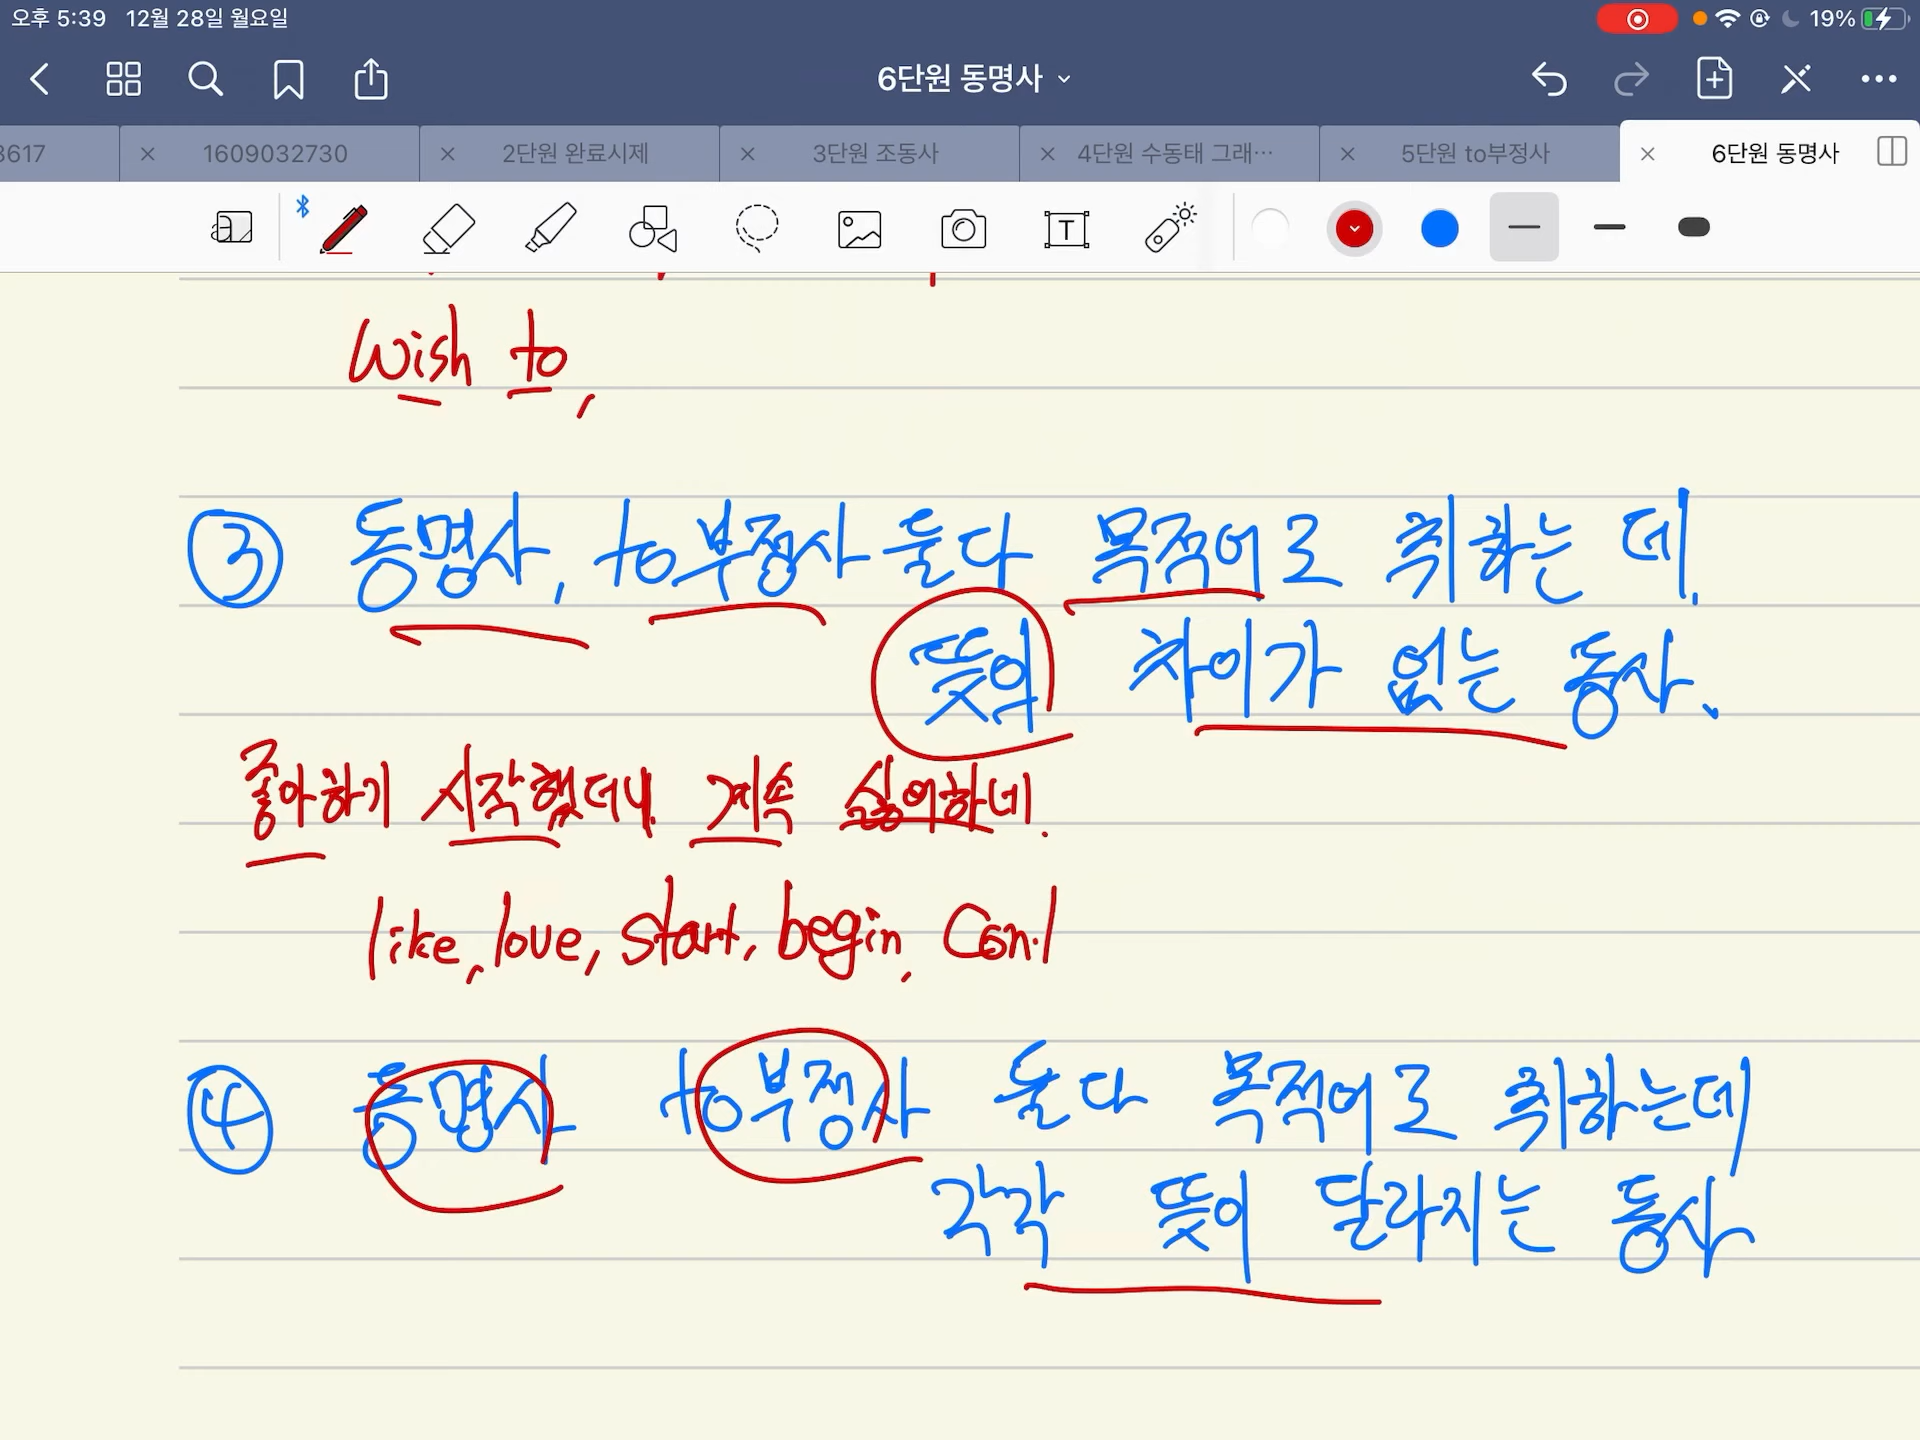 오후 5:39 12월 28일 월요일 19%
6단원 동명사
3617 1609032730 2단원 완료시제 3단원 조동사 4단원 수동태 그래… 5단원 to부정사 6단원 동명사
T
Wish to,
③ 동명사, to부정사 둘다 목적어로 취하는 데.
뜻의 차이가 없는 동사.
좋아하기 시작했더니 계속 싫어하네.
like, love, start, begin,
④ 동명사 to부정사 둘다 목적어로 취하는데
각각 뜻이 달라지는 동사